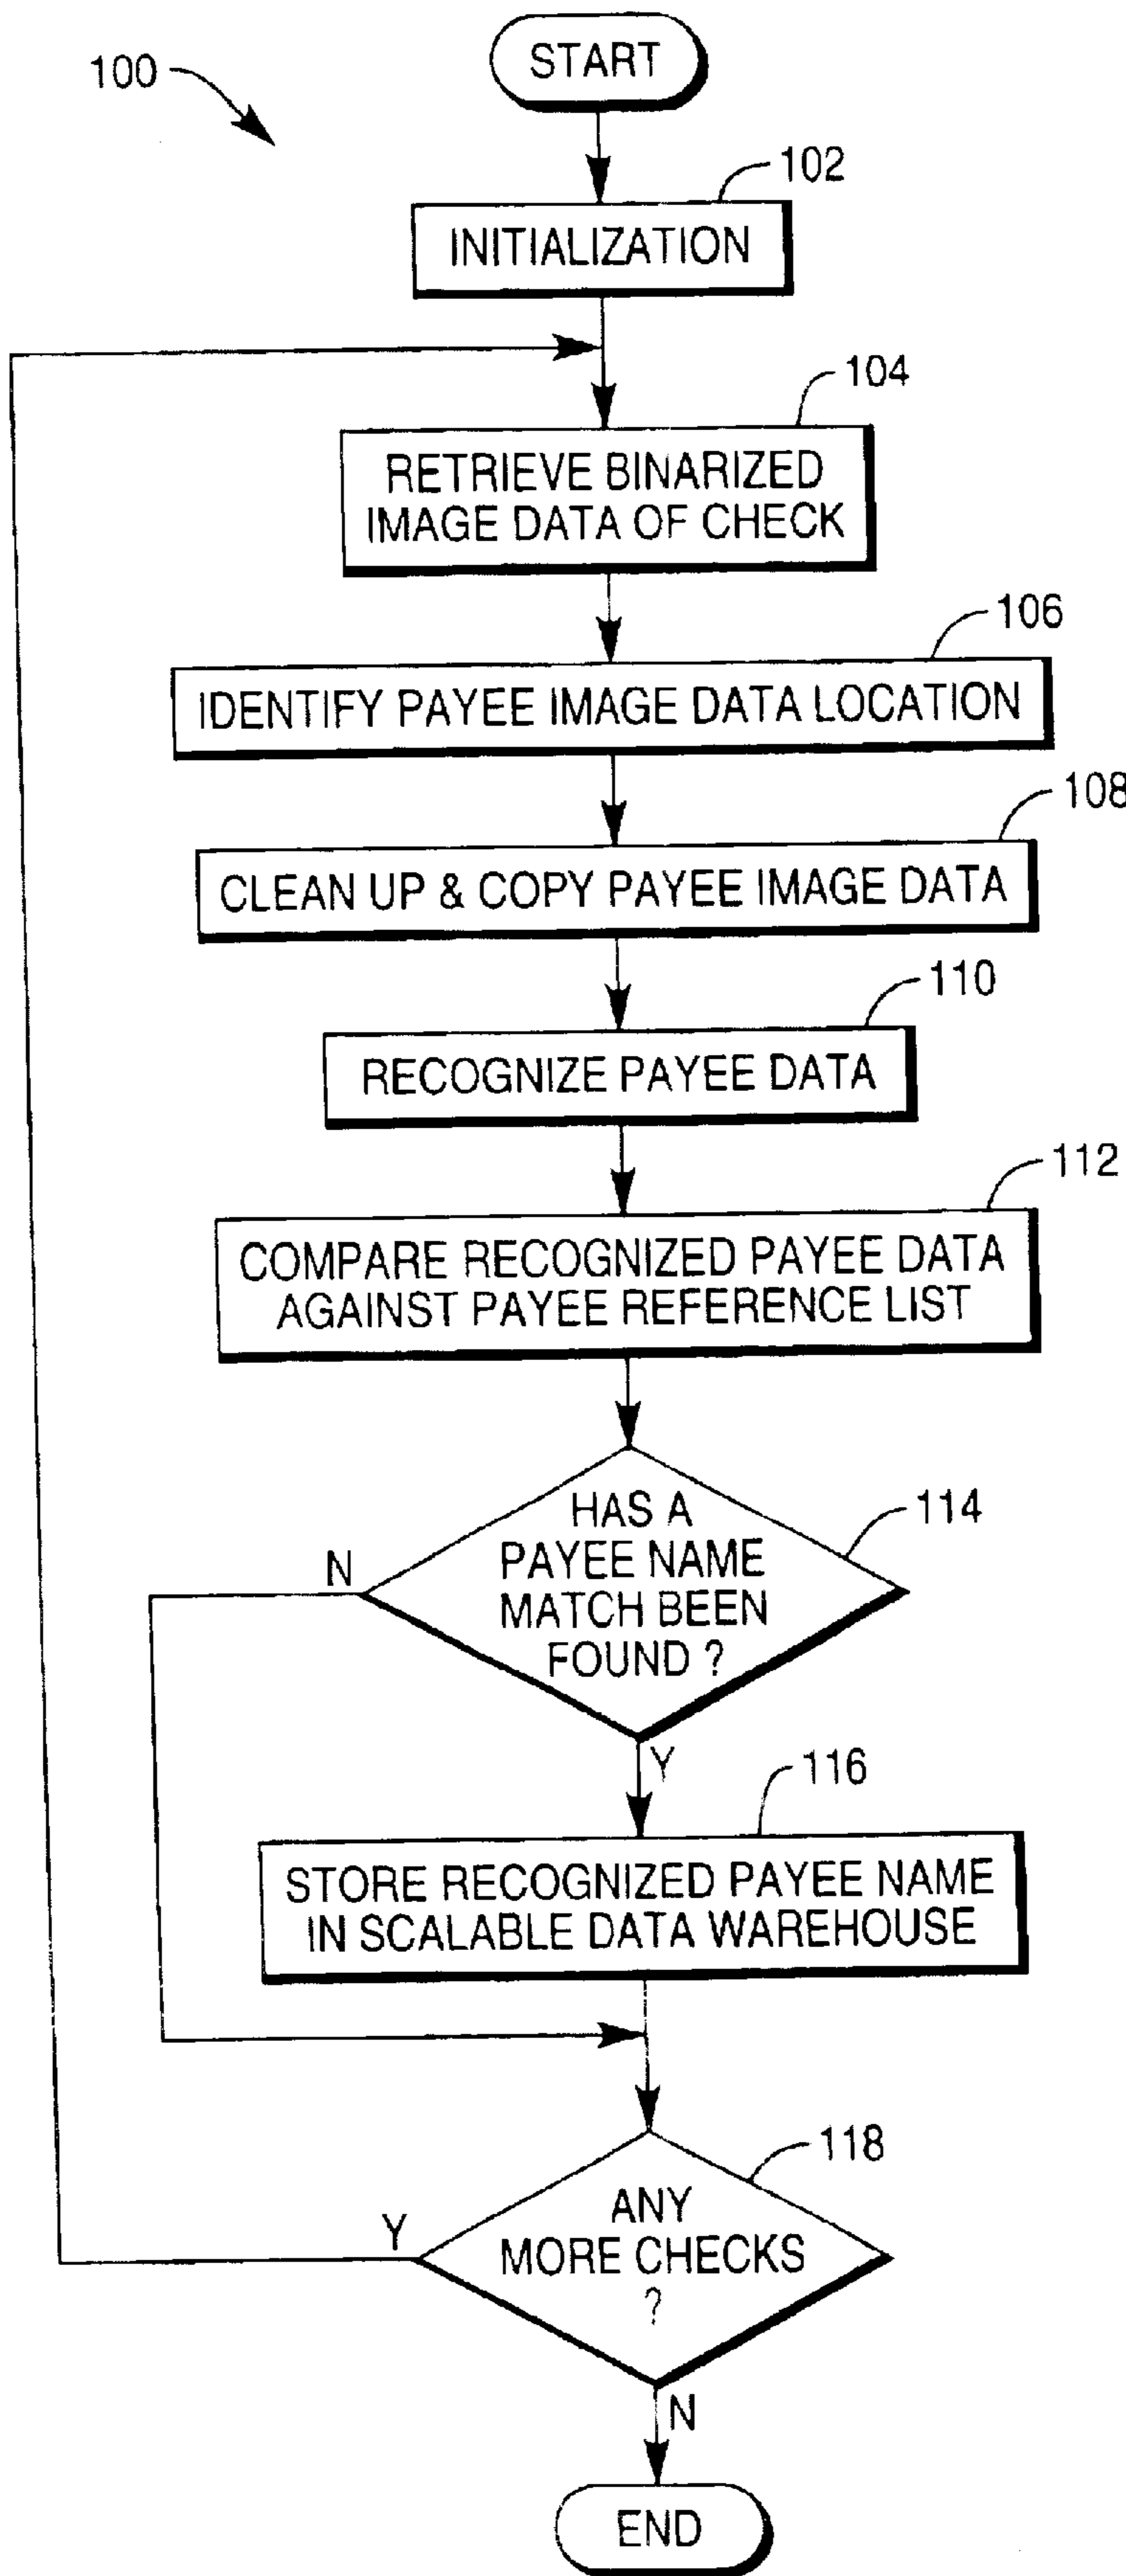 START
100
102
INITIALIZATION
104
RETRIEVE BINARIZED
IMAGE DATA OF CHECK
106
IDENTIFY PAYEE IMAGE DATA LOCATION
108
CLEAN UP & COPY PAYEE IMAGE DATA
110
RECOGNIZE PAYEE DATA
112
COMPARE RECOGNIZED PAYEE DATA
AGAINST PAYEE REFERENCE LIST
114
HAS A
PAYEE NAME
MATCH BEEN
FOUND ?
N
Y
116
STORE RECOGNIZED PAYEE NAME
IN SCALABLE DATA WAREHOUSE
118
ANY
MORE CHECKS
?
Y
N
END